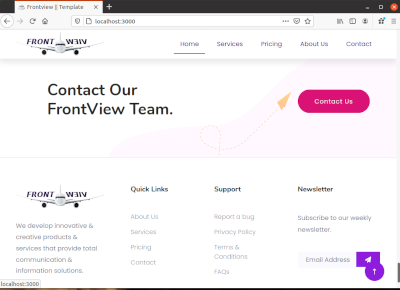 Frontview || Template
localhost:3000
FRONT VIEW
Home Services Pricing About Us Contact
Contact Our
FrontView Team.
Contact Us
FRONT VIEW
We develop innovative &
creative products &
services that provide total
communication &
information solutions.
Quick Links
About Us
Services
Pricing
Contact
Support
Report a bug
Privacy Policy
Terms &
Conditions
FAQs
Newsletter
Subscribe to our weekly
newsletter.
Email Address
localhost:3000